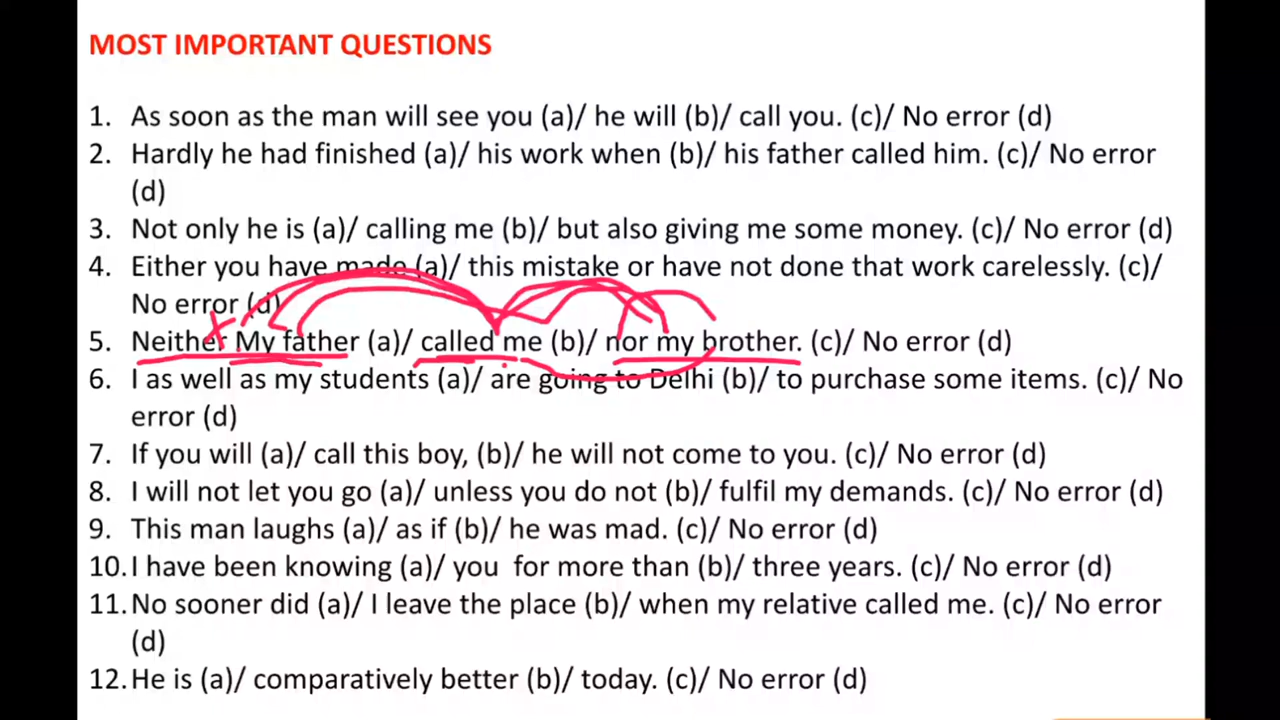 MOST IMPORTANT QUESTIONS
1. As soon as the man will see you (a)/ he will (b)/ call you. (c)/ No error (d)
2. Hardly he had finished (a)/ his work when (b)/ his father called him. (c)/ No error
(d)
3. Not only he is (a)/ calling me (b)/ but also giving me some money. (c)/ No error (d)
4. Either you have made (a)/ this mistake or have not done that work carelessly. (c)/
No error (d)
5. Neither My father (a)/ called me (b)/ nor my brother. (c)/ No error (d)
6. I as well as my students (a)/ are going to Delhi (b)/ to purchase some items. (c)/ No
error (d)
7. If you will (a)/ call this boy, (b)/ he will not come to you. (c)/ No error (d)
8. I will not let you go (a)/ unless you do not (b)/ fulfil my demands. (c)/ No error (d)
9. This man laughs (a)/ as if (b)/ he was mad. (c)/ No error (d)
10. I have been knowing (a)/ you for more than (b)/ three years. (c)/ No error (d)
11. No sooner did (a)/ I leave the place (b)/ when my relative called me. (c)/ No error
(d)
12. He is (a)/ comparatively better (b)/ today. (c)/ No error (d)